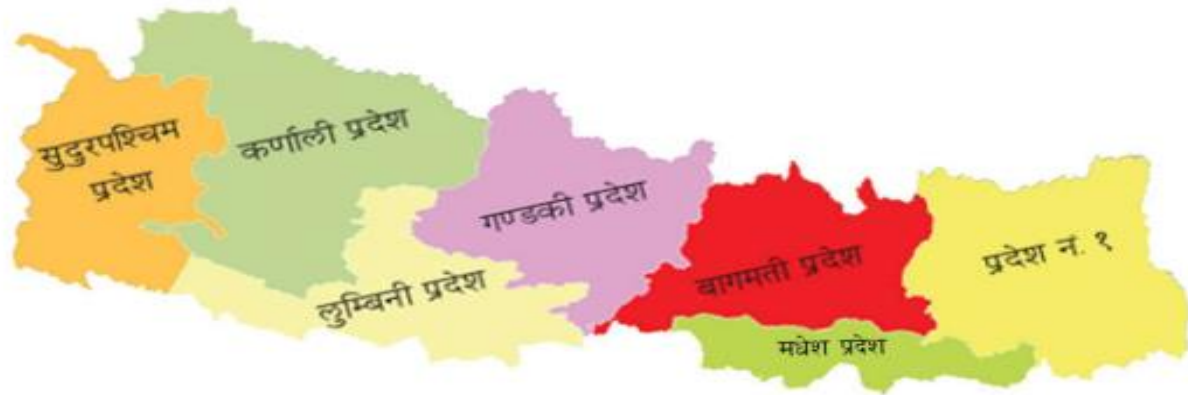 सुदुरपश्चिम
प्रदेश
कर्णाली प्रदेश
गण्डकी प्रदेश
लुम्बिनी प्रदेश
बागमती प्रदेश
प्रदेश नं. १
मधेश प्रदेश